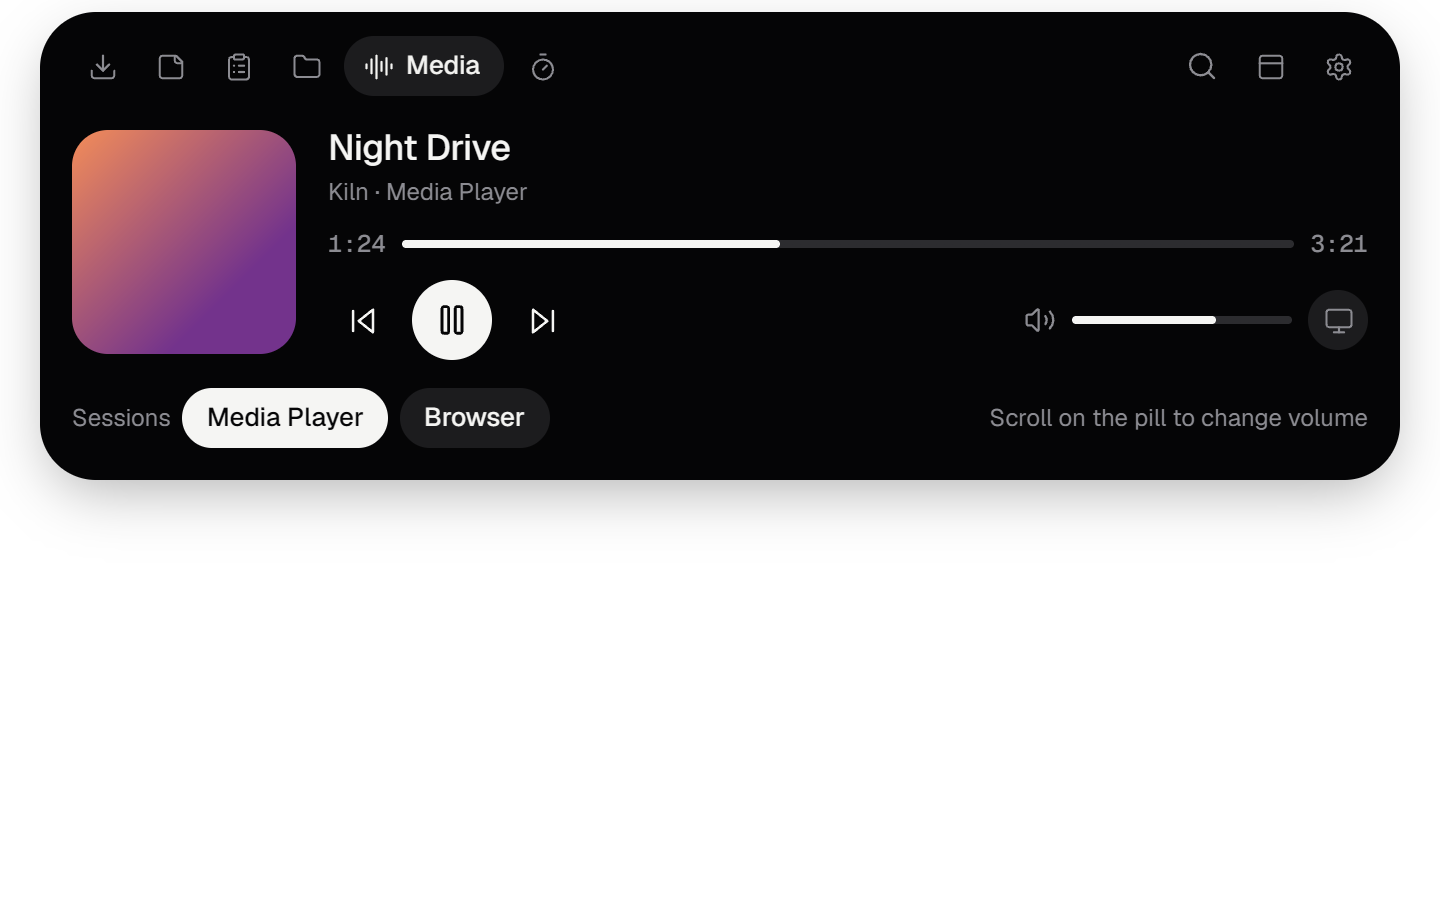 Media
Night Drive
Kiln · Media Player
1:24 3:21
Sessions Media Player Browser Scroll on the pill to change volume